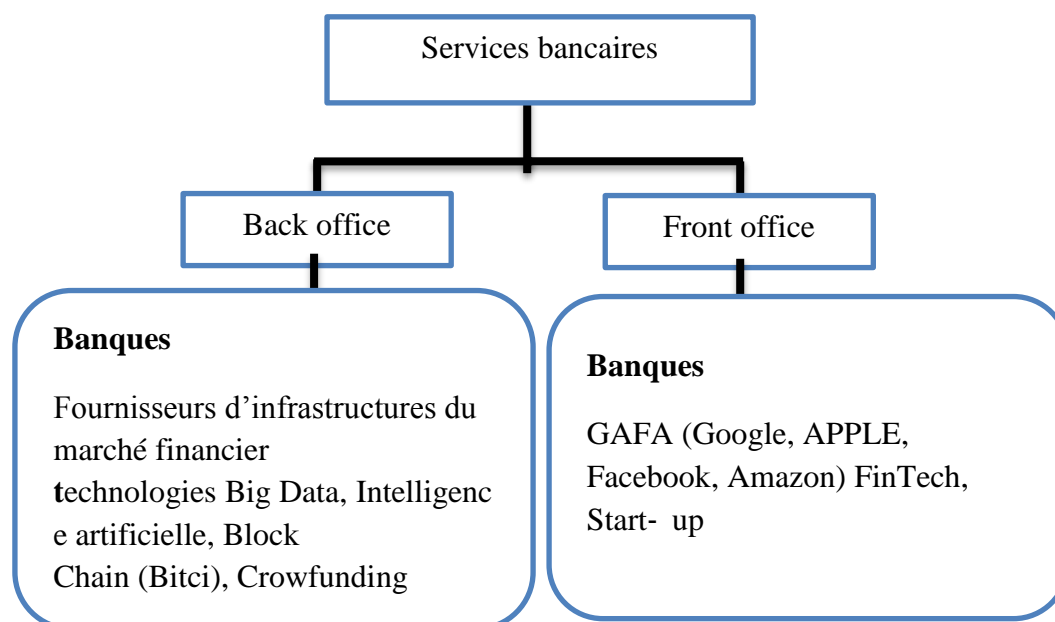 Services bancaires
Back office
Front office
Banques
Fournisseurs d’infrastructures du
marché financier
technologies Big Data, Intelligenc
e artificielle, Block
Chain (Bitci), Crowfunding
Banques
GAFA (Google, APPLE,
Facebook, Amazon) FinTech,
Start- up